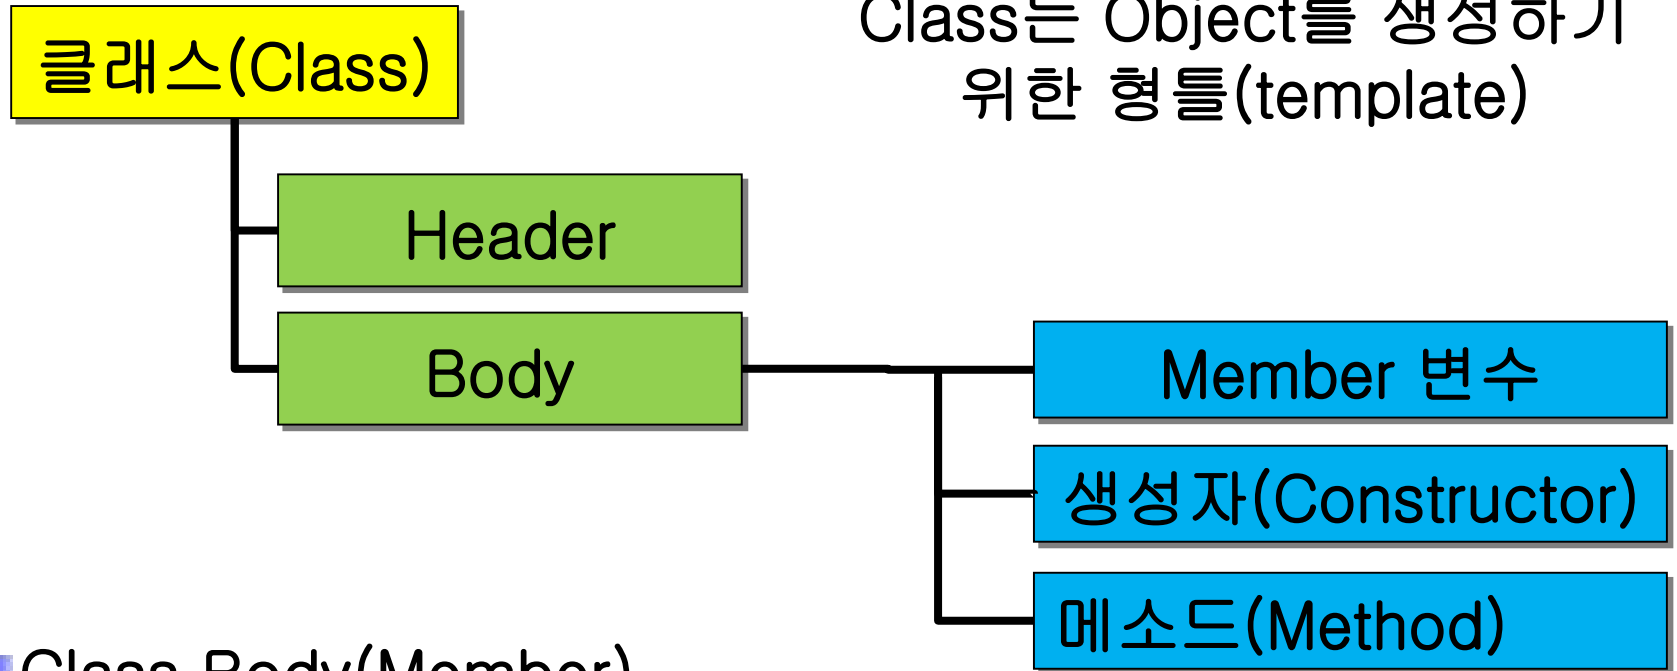 클래스(Class)
Class는 Object를 생성하기
위한 형틀(template)
Header
Body
Member 변수
생성자(Constructor)
메소드(Method)
Class Body(Member)